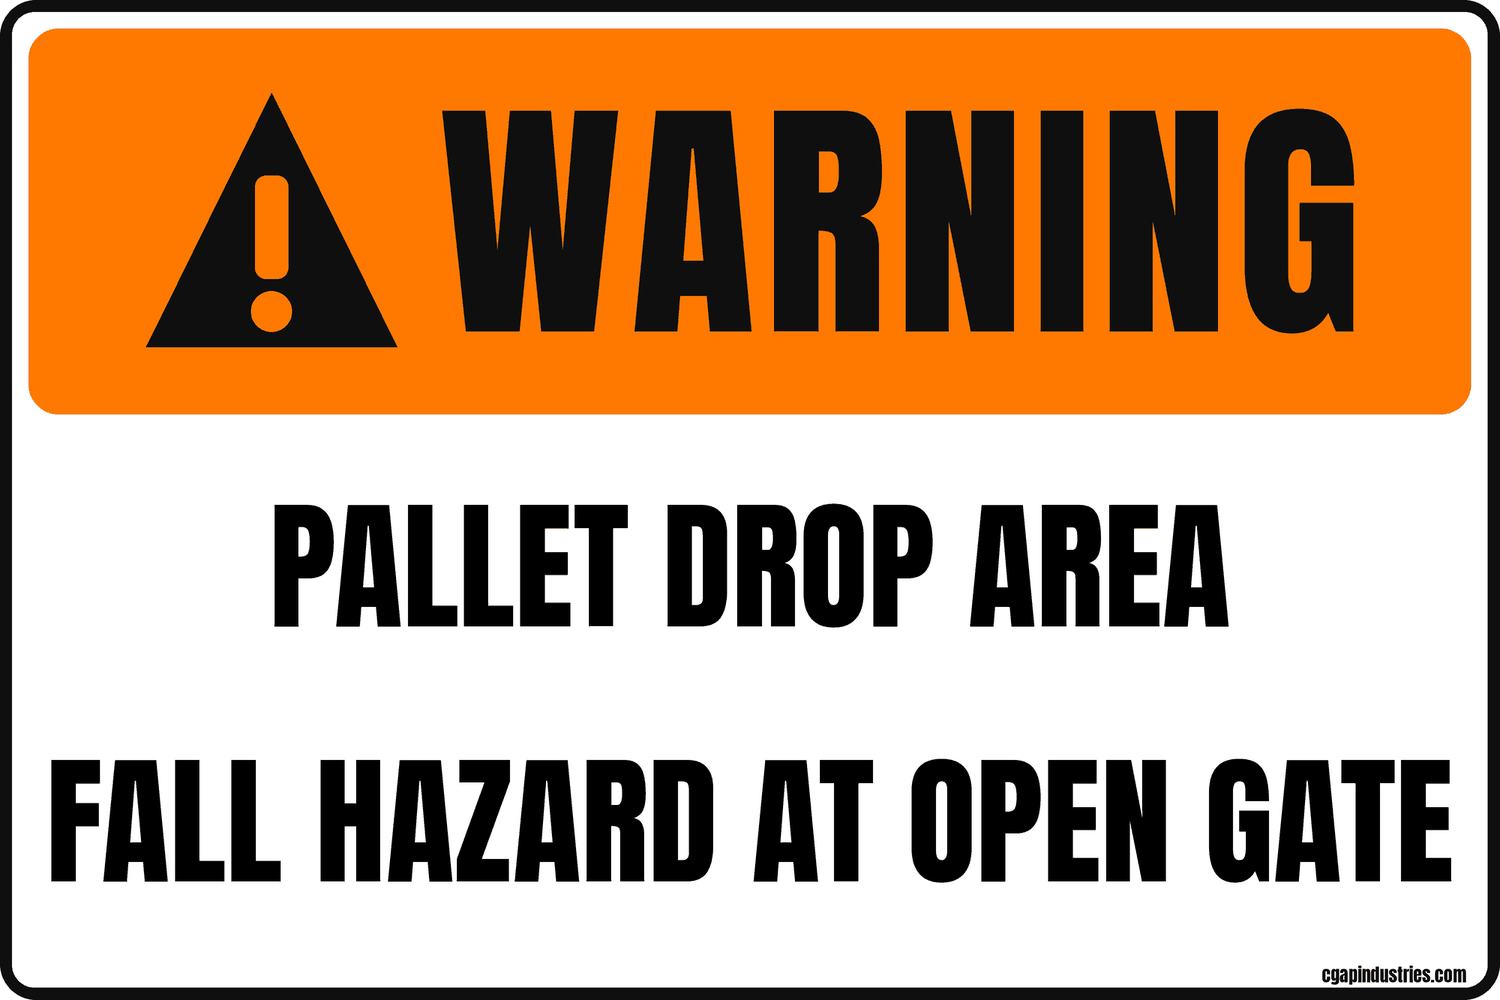 WARNING
PALLET DROP AREA
FALL HAZARD AT OPEN GATE
cgapindustries.com